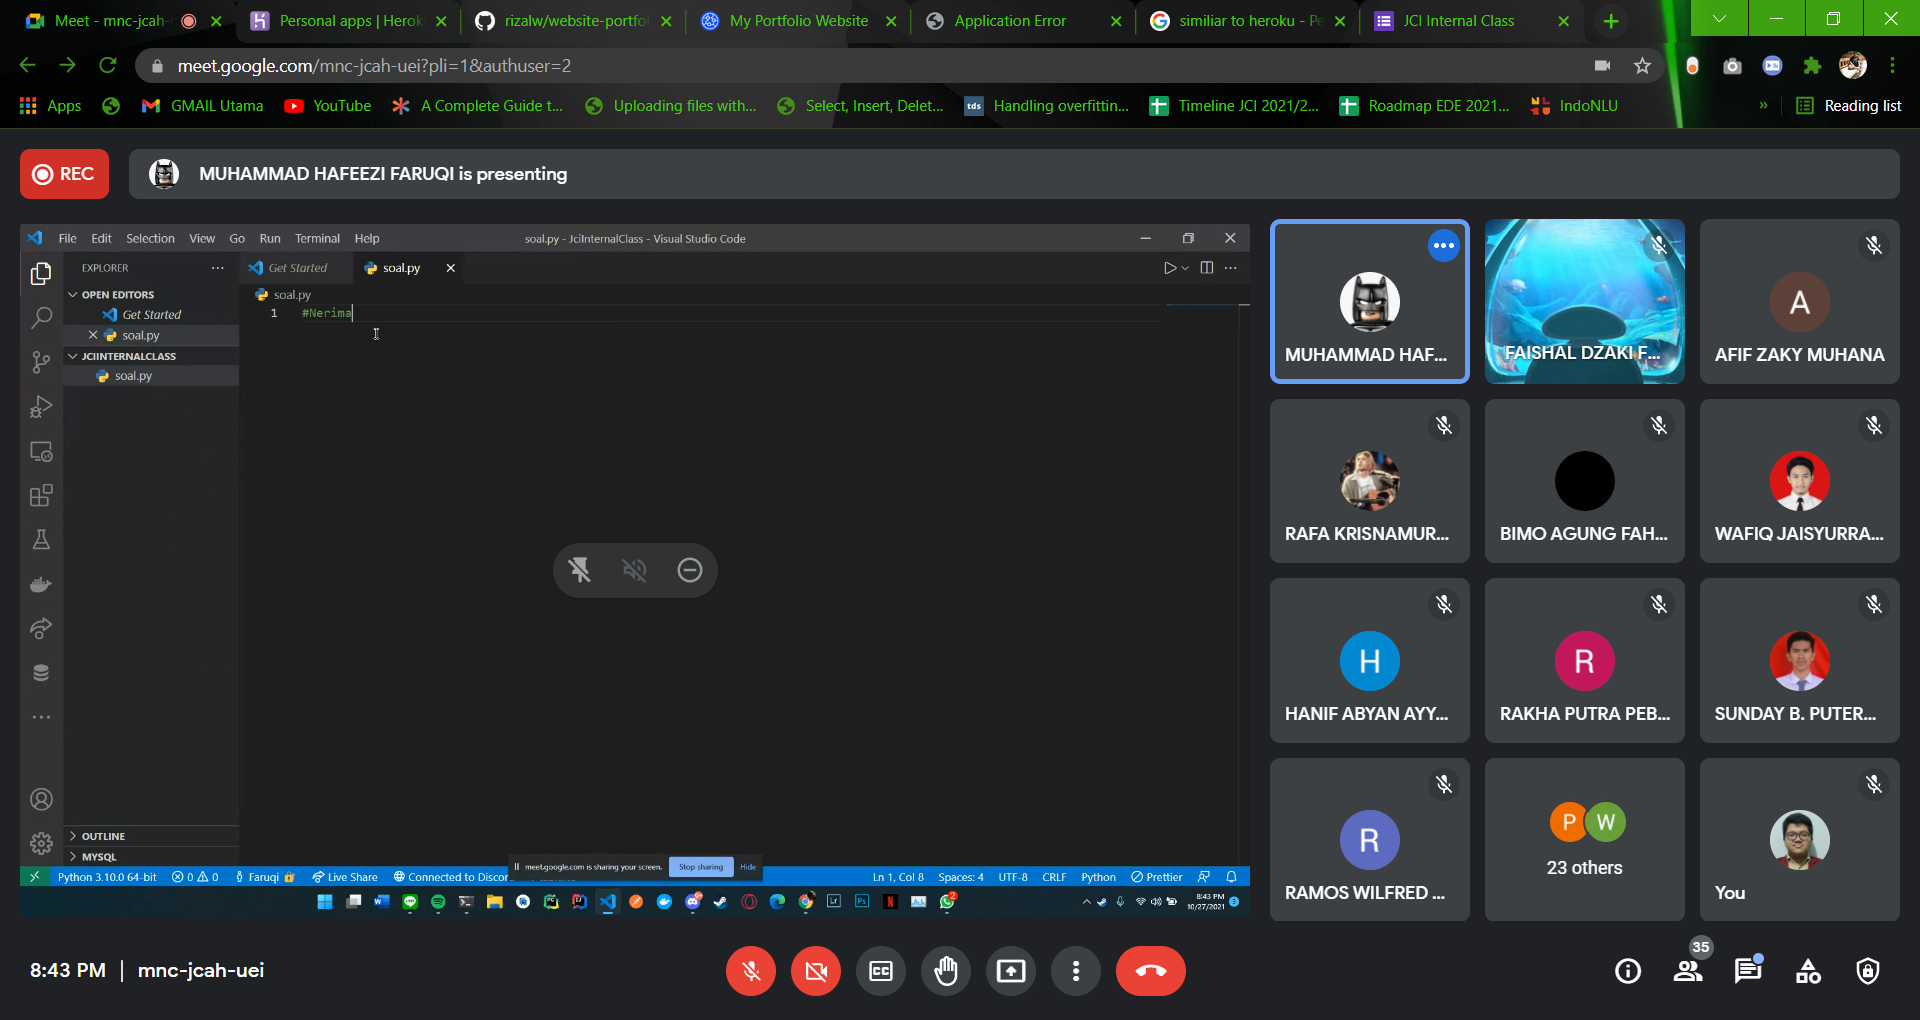 Meet - mnc-jcah-
Personal apps | Herok
rizalw/website-portfo
My Portfolio Website
Application Error
similiar to heroku - Pe
JCI Internal Class
meet.google.com/mnc-jcah-uei?pli=1&authuser=2
Apps
GMAIL Utama
YouTube
A Complete Guide t...
Uploading files with...
Select, Insert, Delet...
tds
Handling overfittin...
Timeline JCI 2021/2...
Roadmap EDE 2021...
IndoNLU
»
Reading list
REC
MUHAMMAD HAFEEZI FARUQI is presenting
File Edit Selection View Go Run Terminal Help
soal.py - JciInternalClass - Visual Studio Code
EXPLORER
Get Started
soal.py
OPEN EDITORS
Get Started
soal.py
JCIINTERNALCLASS
soal.py
soal.py
1 #Nerima
OUTLINE
MYSQL
meet.google.com is sharing your screen.
Stop sharing
Hide
Python 3.10.0 64-bit
0
0
Faruqi
Live Share
Connected to Discor
Ln 1, Col 8
Spaces: 4
UTF-8
CRLF
Python
Prettier
8:43 PM
10/27/2021
MUHAMMAD HAF...
FAISHAL DZAKI F...
A
AFIF ZAKY MUHANA
RAFA KRISNAMUR...
BIMO AGUNG FAH...
WAFIQ JAISYURRA...
H
HANIF ABYAN AYY...
R
RAKHA PUTRA PEB...
SUNDAY B. PUTER...
R
RAMOS WILFRED ...
P
W
23 others
You
8:43 PM | mnc-jcah-uei
CC
35